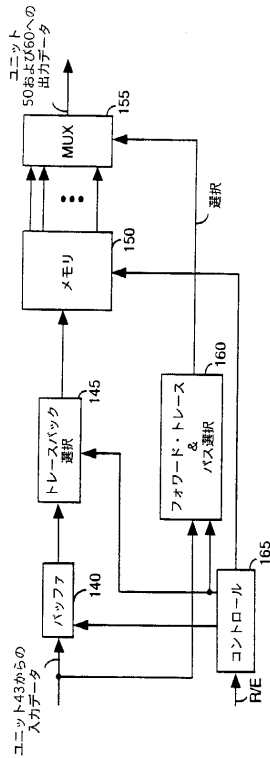 ユニット43からの
入力データ
バッファ
140
トレースバック
選択
145
メモリ
150
MUX
155
ユニット
50および60への
出力データ
フォワード・トレース
&
パス選択
160
選択
コントロール
165
R/E